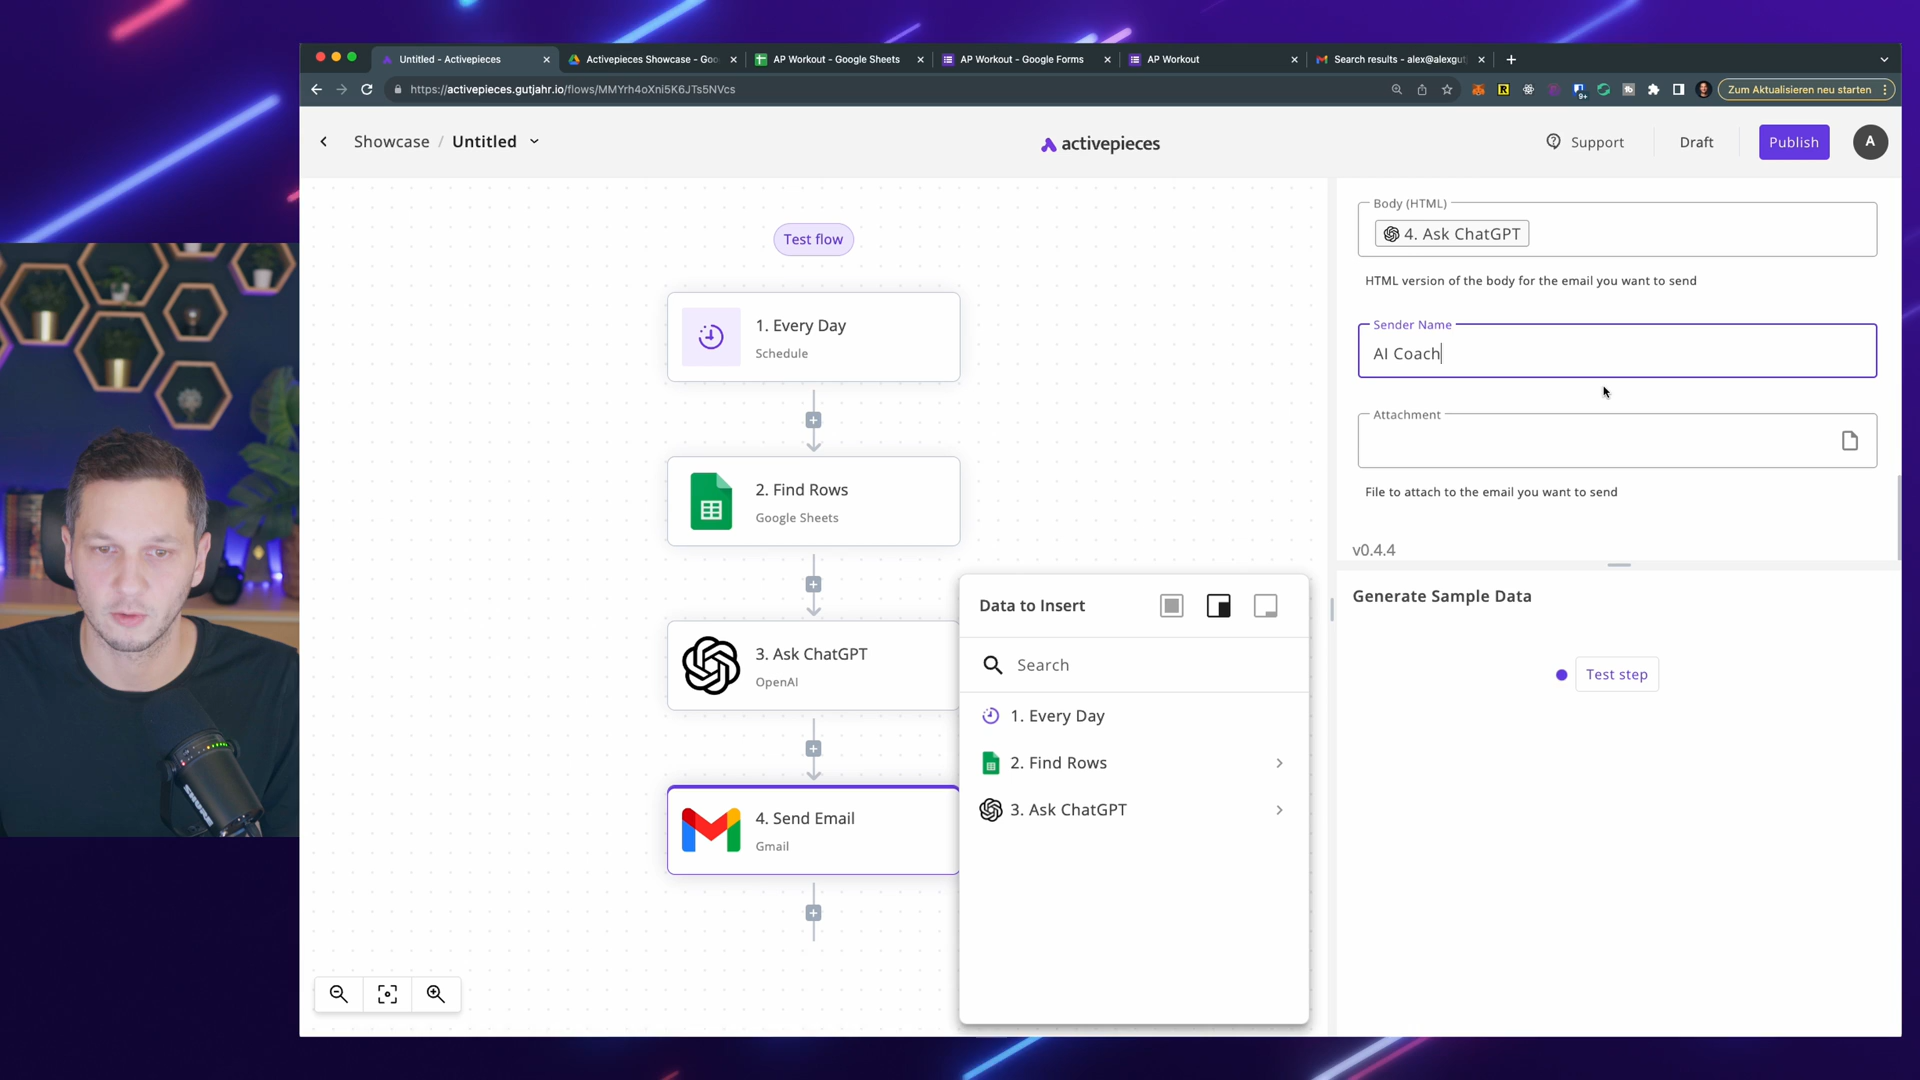 Untitled - Activepieces
Activepieces Showcase - Goo
AP Workout - Google Sheets
AP Workout - Google Forms
AP Workout
Search results - alex@alexgut
https://activepieces.gutjahr.io/flows/MMYrh4oXni5K6JTs5NVcs
9+
Zum Aktualisieren neu starten
Showcase / Untitled
activepieces
Support
Draft
Publish
A
Test flow
1. Every Day
Schedule
2. Find Rows
Google Sheets
3. Ask ChatGPT
OpenAI
4. Send Email
Gmail
Data to Insert
Search
1. Every Day
2. Find Rows
3. Ask ChatGPT
Body (HTML)
4. Ask ChatGPT
HTML version of the body for the email you want to send
Sender Name
AI Coach
Attachment
File to attach to the email you want to send
v0.4.4
Generate Sample Data
Test step
SHURE